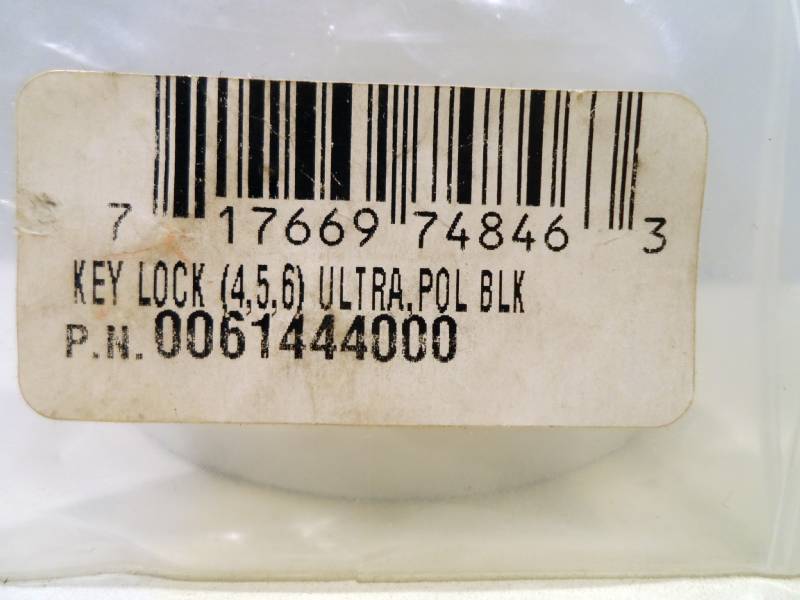 7 17669 74846 3
KEY LOCK (4,5,6) ULTRA,POL BLK
P.N. 0061444000